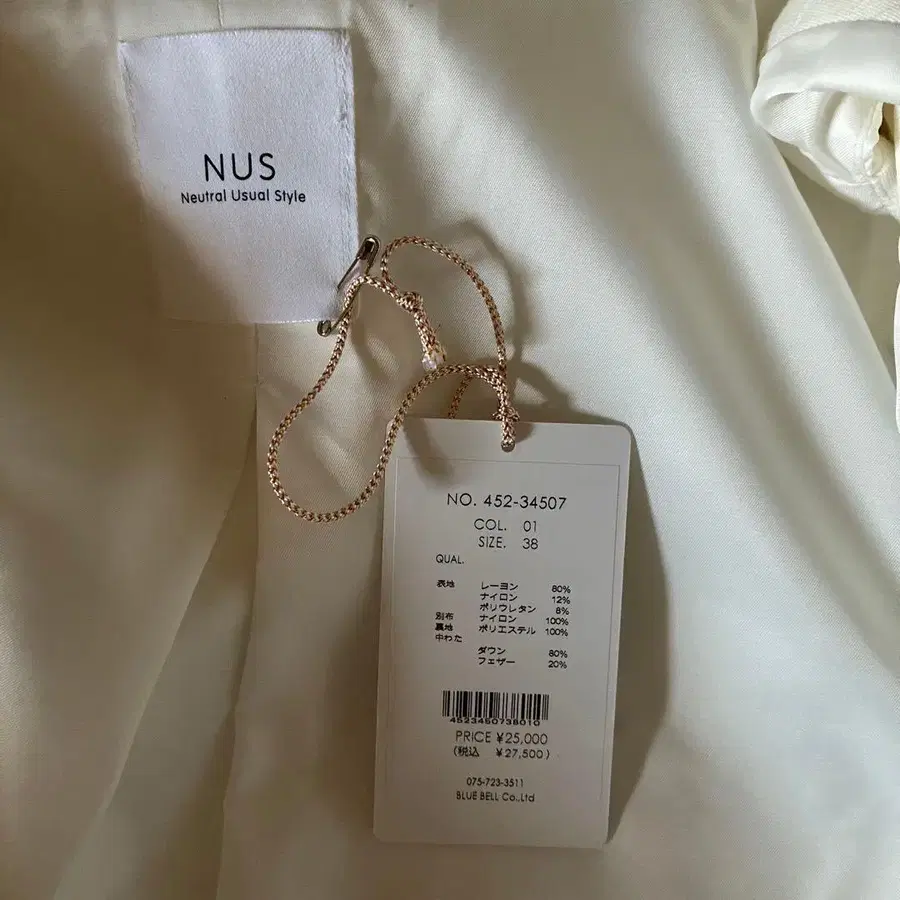 NUS
Neutral Usual Style
NO. 452-34507
COL. 01
SIZE. 38
QUAL.
表地 レーヨン 80%
ナイロン 12%
ポリウレタン 8%
別布 ナイロン 100%
裏地 ポリエステル 100%
中わた
ダウン 80%
フェザー 20%
4523450738010
PRICE ¥25,000
(税込 ¥27,500)
075-723-3511
BLUE BELL Co.,Ltd